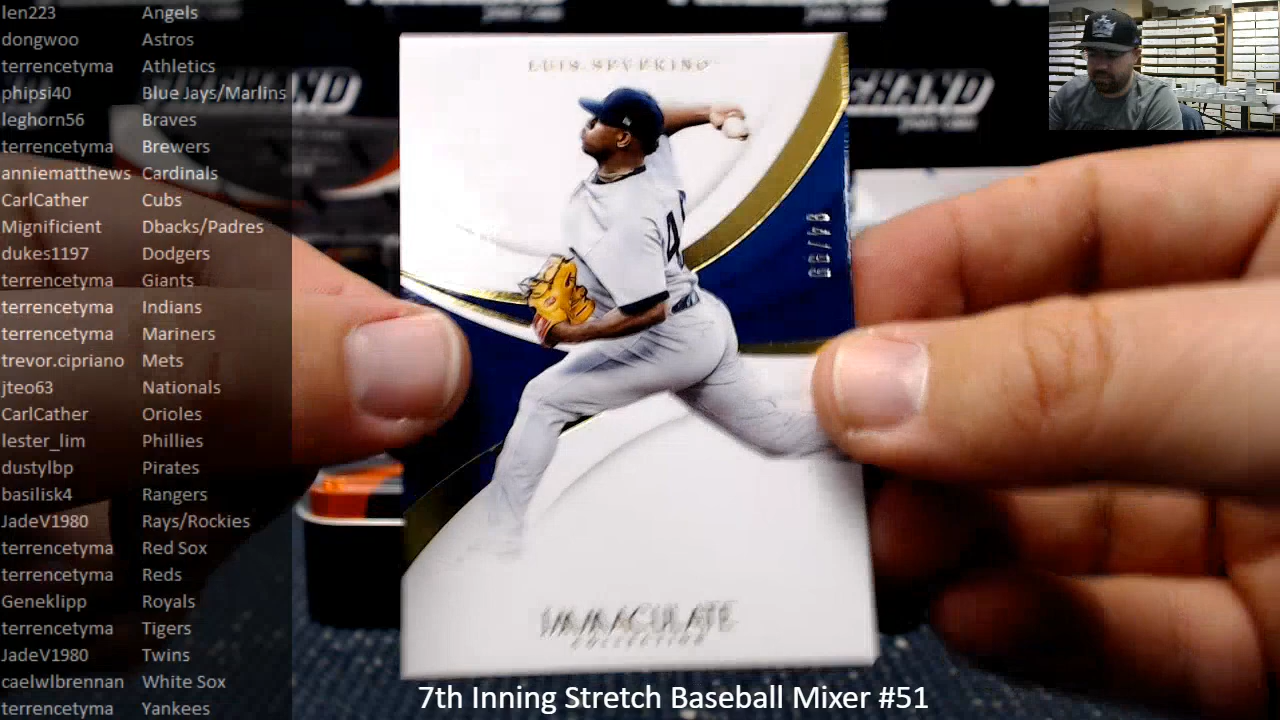 len223 Angels
dongwoo Astros
terrencetyma Athletics
phipsi40 Blue Jays/Marlins
leghorn56 Braves
terrencetyma Brewers
anniematthews Cardinals
CarlCather Cubs
Mignificient Dbacks/Padres
dukes1197 Dodgers
terrencetyma Giants
terrencetyma Indians
terrencetyma Mariners
trevor.cipriano Mets
jteo63 Nationals
CarlCather Orioles
lester_lim Phillies
dustylbp Pirates
basilisk4 Rangers
JadeV1980 Rays/Rockies
terrencetyma Red Sox
terrencetyma Reds
Geneklipp Royals
terrencetyma Tigers
JadeV1980 Twins
caelwlbrennan White Sox
terrencetyma Yankees
LUIS SEVERINO
IMMACULATE
COLLECTION
7th Inning Stretch Baseball Mixer #51